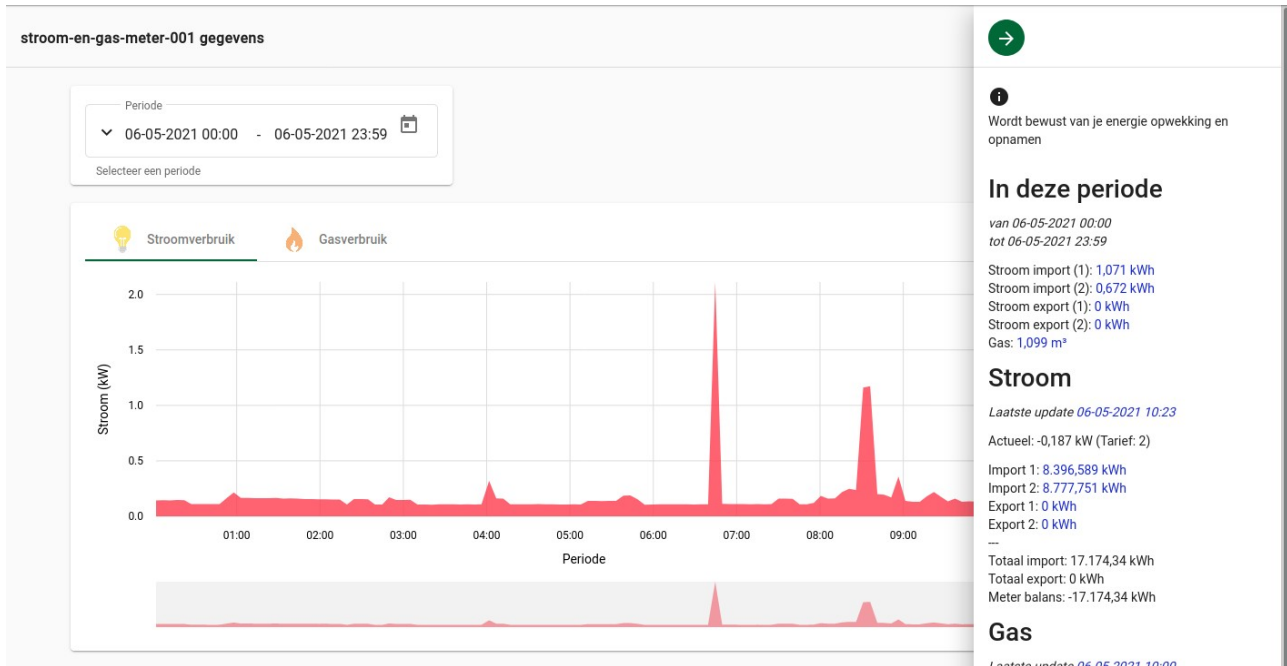 stroom-en-gas-meter-001 gegevens
Periode
06-05-2021 00:00 - 06-05-2021 23:59
Selecteer een periode
Stroomverbruik Gasverbruik
Stroom (kW)
2.0
1.5
1.0
0.5
0.0
01:00 02:00 03:00 04:00 05:00 06:00 07:00 08:00 09:00
Periode
Wordt bewust van je energie opwekking en
opnamen
In deze periode
van 06-05-2021 00:00
tot 06-05-2021 23:59
Stroom import (1): 1,071 kWh
Stroom import (2): 0,672 kWh
Stroom export (1): 0 kWh
Stroom export (2): 0 kWh
Gas: 1,099 m³
Stroom
Laatste update 06-05-2021 10:23
Actueel: -0,187 kW (Tarief: 2)
Import 1: 8.396,589 kWh
Import 2: 8.777,751 kWh
Export 1: 0 kWh
Export 2: 0 kWh
---
Totaal import: 17.174,34 kWh
Totaal export: 0 kWh
Meter balans: -17.174,34 kWh
Gas
Laatste update 06-05-2021 10:00